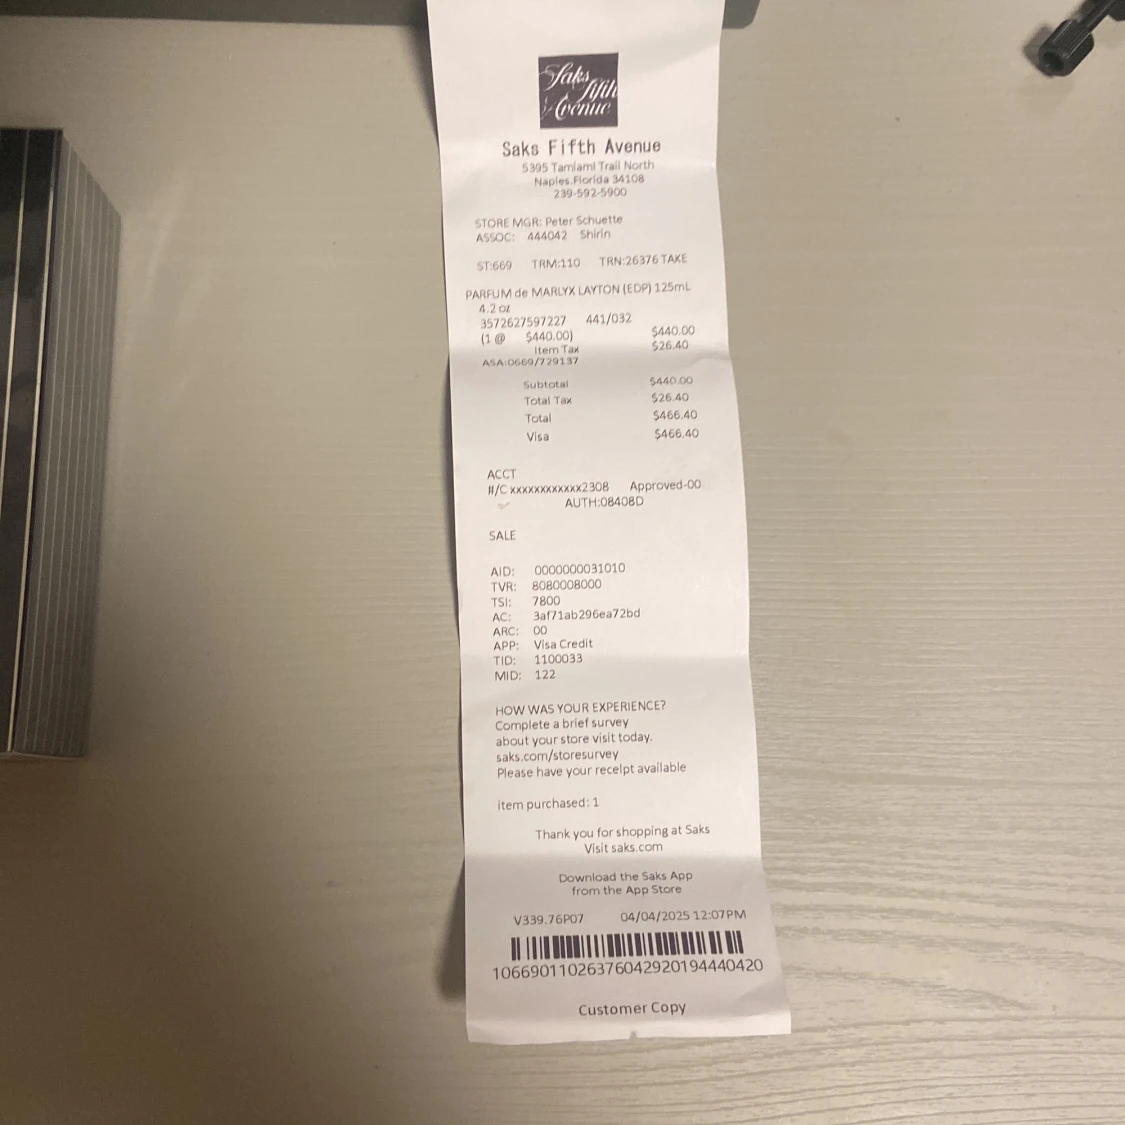 Saks
fifth
Avenue
Saks Fifth Avenue
5395 Tamiami Trail North
Naples.Florida 34108
239-592-5900
STORE MGR: Peter Schuette
ASSOC: 444042 Shirin
ST:669 TRM:110 TRN:26376 TAKE
PARFUM de MARLYX LAYTON (EDP) 125mL
4.2 oz
3572627597227 441/032
(1 @ $440.00) $440.00
Item Tax $26.40
ASA:0669/729137
Subtotal $440.00
Total Tax $26.40
Total $466.40
Visa $466.40
ACCT
#/C xxxxxxxxxxxx2308 Approved-00
AUTH:08408D
SALE
AID: 0000000031010
TVR: 8080008000
TSI: 7800
AC: 3af71ab296ea72bd
ARC: 00
APP: Visa Credit
TID: 1100033
MID: 122
HOW WAS YOUR EXPERIENCE?
Complete a brief survey
about your store visit today.
saks.com/storesurvey
Please have your receipt available
item purchased: 1
Thank you for shopping at Saks
Visit saks.com
Download the Saks App
from the App Store
V339.76P07 04/04/2025 12:07PM
10669011026376042920194440420
Customer Copy